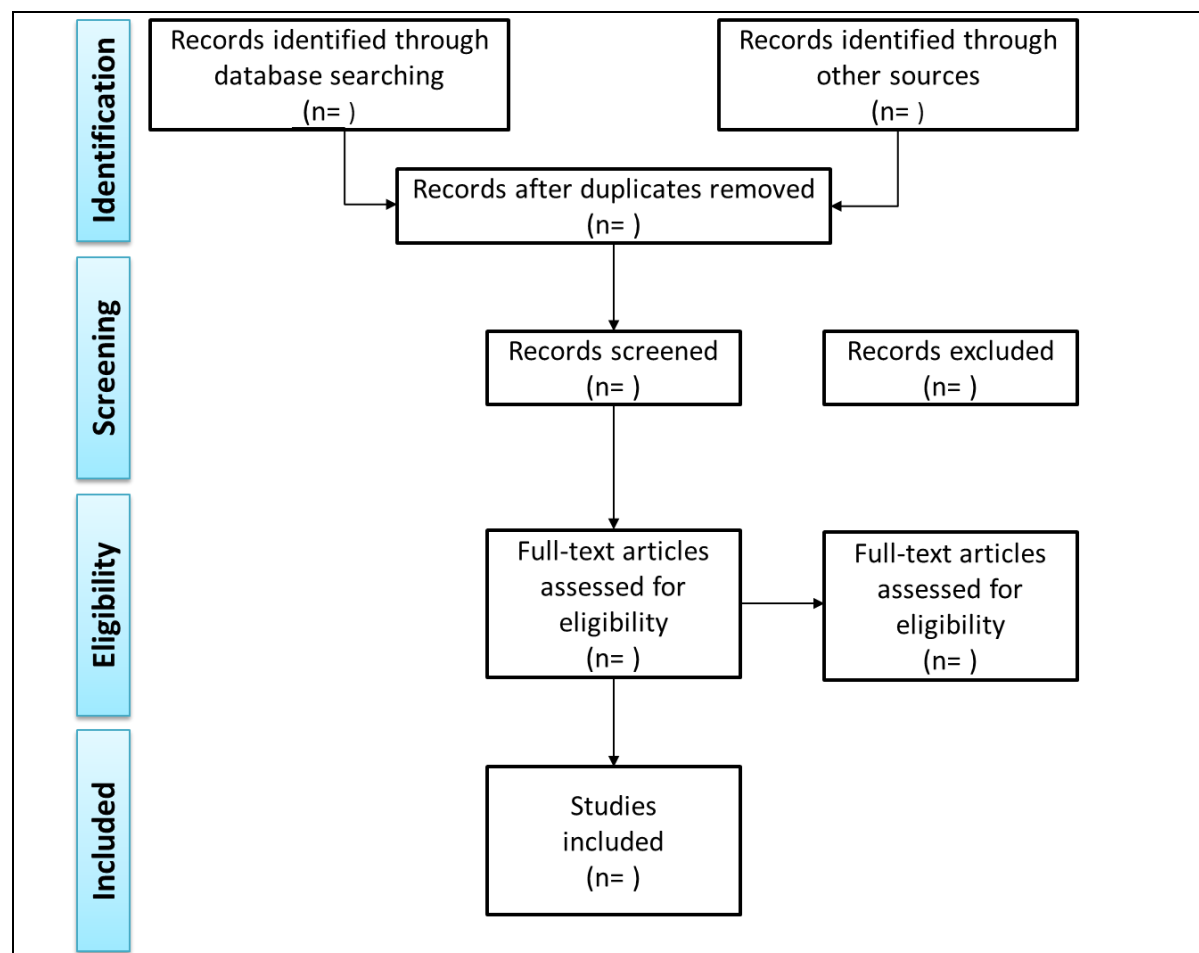 Identification
Records identified through
database searching
(n= )
Records identified through
other sources
(n= )
Records after duplicates removed
(n= )
Screening
Records screened
(n= )
Records excluded
(n= )
Eligibility
Full-text articles
assessed for
eligibility
(n= )
Full-text articles
assessed for
eligibility
(n= )
Included
Studies
included
(n= )